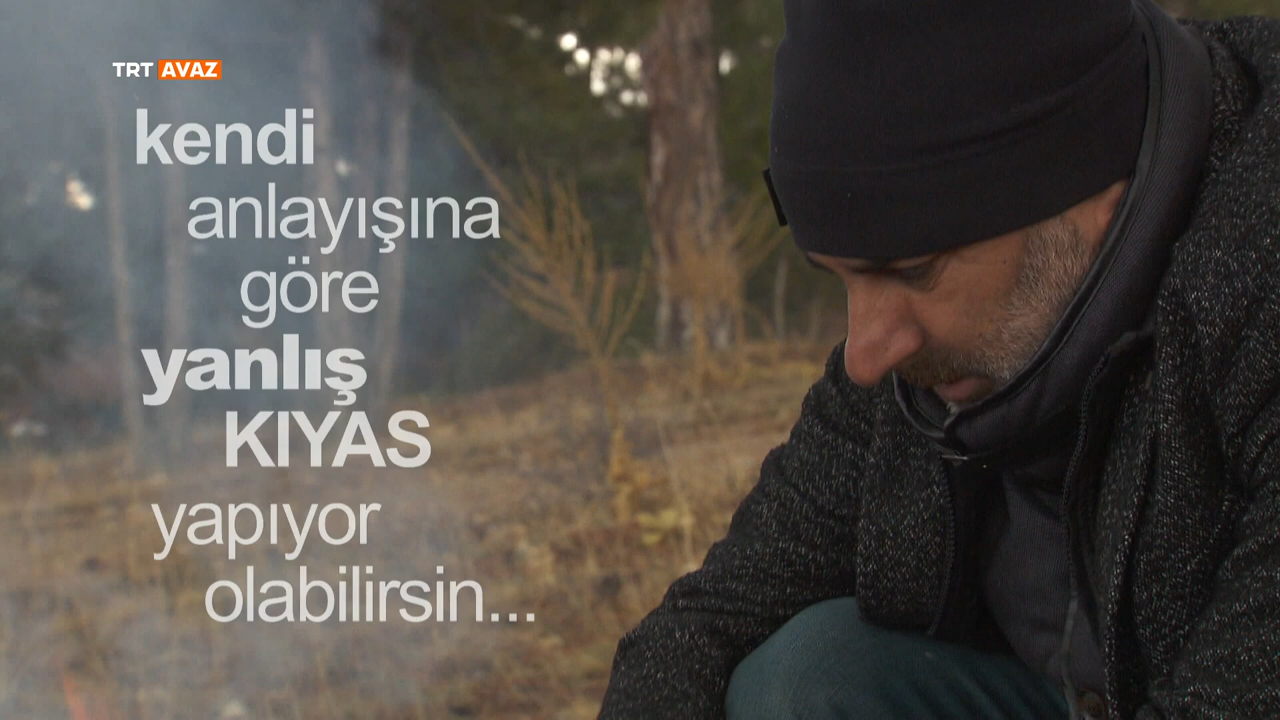 TRT AVAZ
kendi
anlayışına
göre
yanlış
KIYAS
yapıyor
olabilirsin...